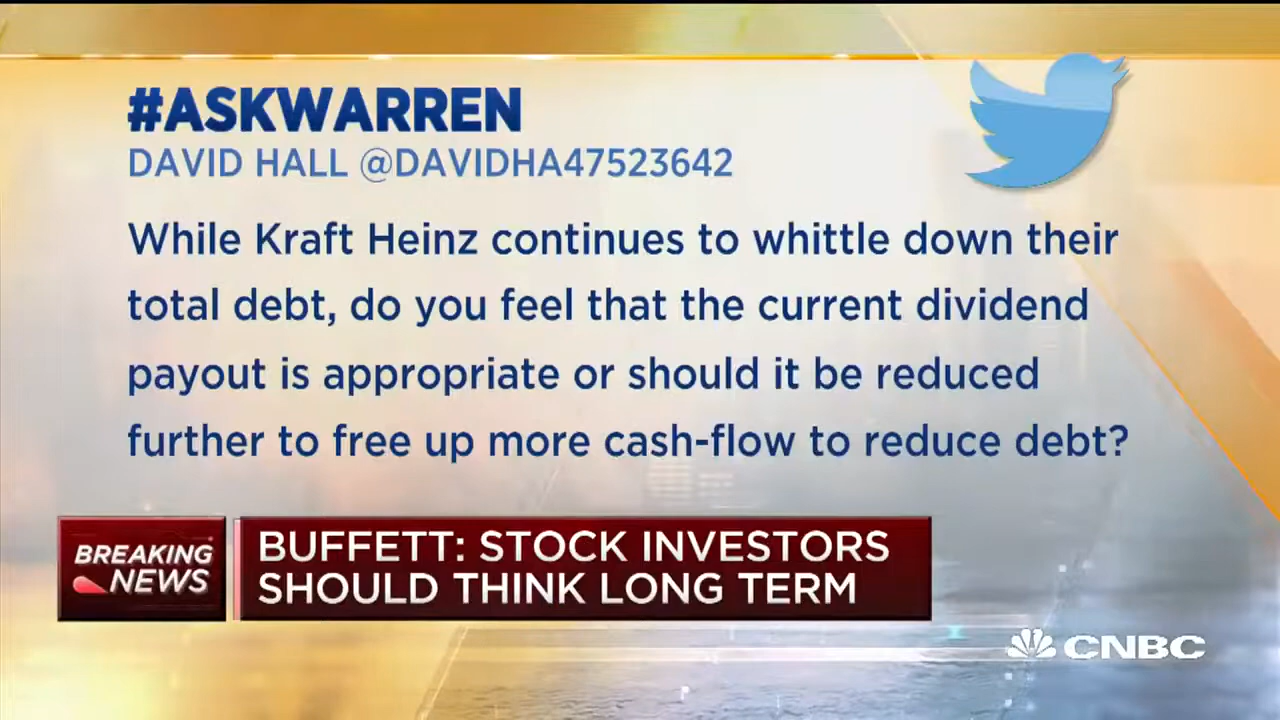 #ASKWARREN
DAVID HALL @DAVIDHA47523642
While Kraft Heinz continues to whittle down their
total debt, do you feel that the current dividend
payout is appropriate or should it be reduced
further to free up more cash-flow to reduce debt?
BREAKING
NEWS
BUFFETT: STOCK INVESTORS
SHOULD THINK LONG TERM
CNBC